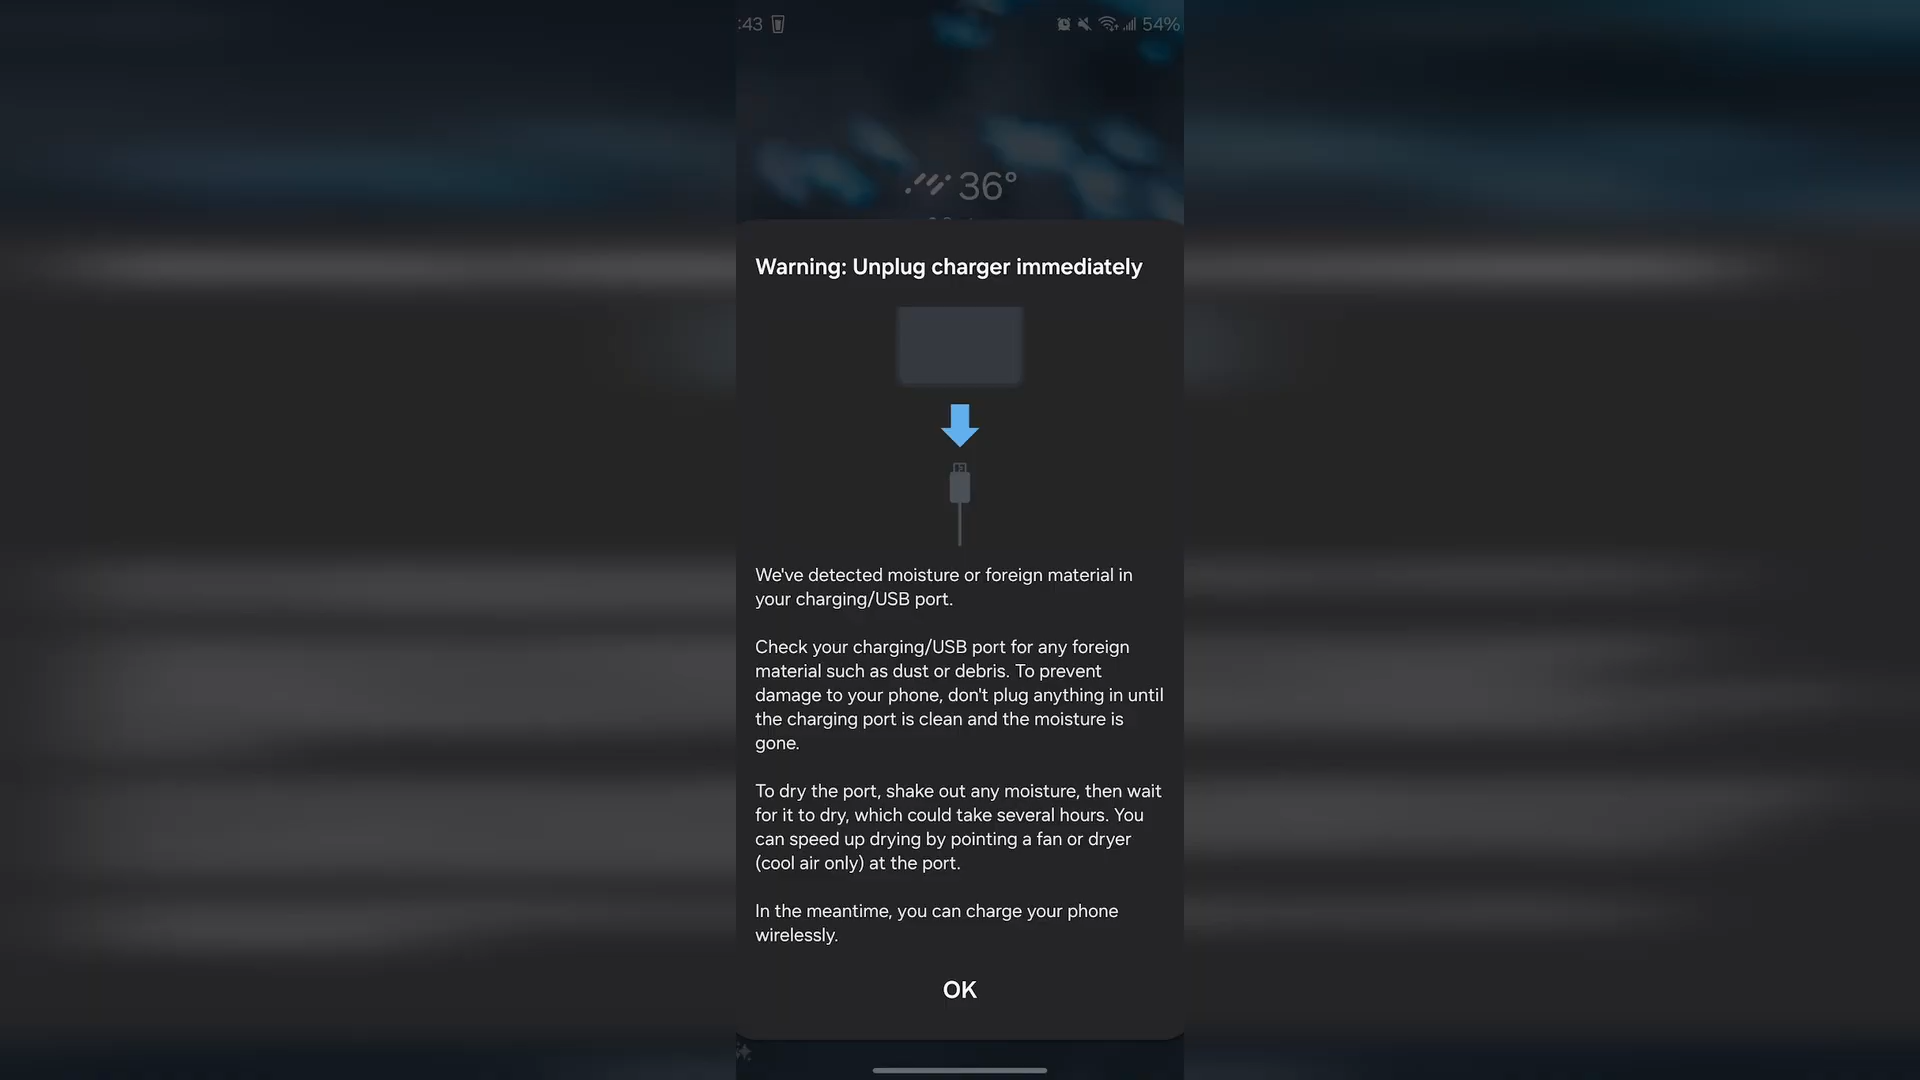 :43
54%
36°
Warning: Unplug charger immediately
We've detected moisture or foreign material in
your charging/USB port.
Check your charging/USB port for any foreign
material such as dust or debris. To prevent
damage to your phone, don't plug anything in until
the charging port is clean and the moisture is
gone.
To dry the port, shake out any moisture, then wait
for it to dry, which could take several hours. You
can speed up drying by pointing a fan or dryer
(cool air only) at the port.
In the meantime, you can charge your phone
wirelessly.
OK